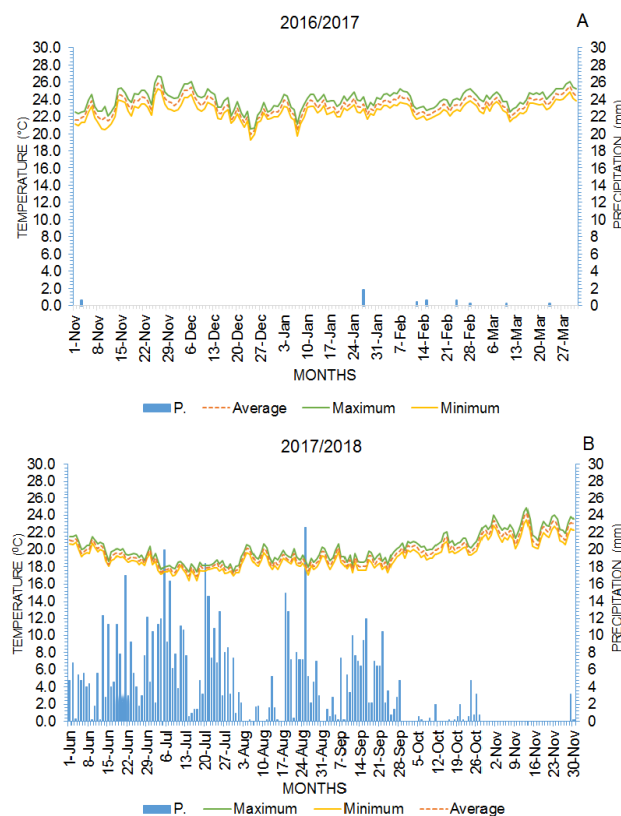 2016/2017
A
30.0 28.0 26.0 24.0 22.0 20.0 18.0 16.0 14.0 12.0 10.0 8.0 6.0 4.0 2.0 0.0
TEMPERATURE (°C)
30 28 26 24 22 20 18 16 14 12 10 8 6 4 2 0
PRECIPITATION (mm)
1-Nov 8-Nov 15-Nov 22-Nov 29-Nov 6-Dec 13-Dec 20-Dec 27-Dec 3-Jan 10-Jan 17-Jan 24-Jan 31-Jan 7-Feb 14-Feb 21-Feb 28-Feb 6-Mar 13-Mar 20-Mar 27-Mar
MONTHS
P. Average Maximum Minimum
2017/2018
B
30.0 28.0 26.0 24.0 22.0 20.0 18.0 16.0 14.0 12.0 10.0 8.0 6.0 4.0 2.0 0.0
TEMPERATURE (ºC)
30 28 26 24 22 20 18 16 14 12 10 8 6 4 2 0
PRECIPITATION (mm)
1-Jun 8-Jun 15-Jun 22-Jun 29-Jun 6-Jul 13-Jul 20-Jul 27-Jul 3-Aug 10-Aug 17-Aug 24-Aug 31-Aug 7-Sep 14-Sep 21-Sep 28-Sep 5-Oct 12-Oct 19-Oct 26-Oct 2-Nov 9-Nov 16-Nov 23-Nov 30-Nov
MONTHS
P. Maximum Minimum Average